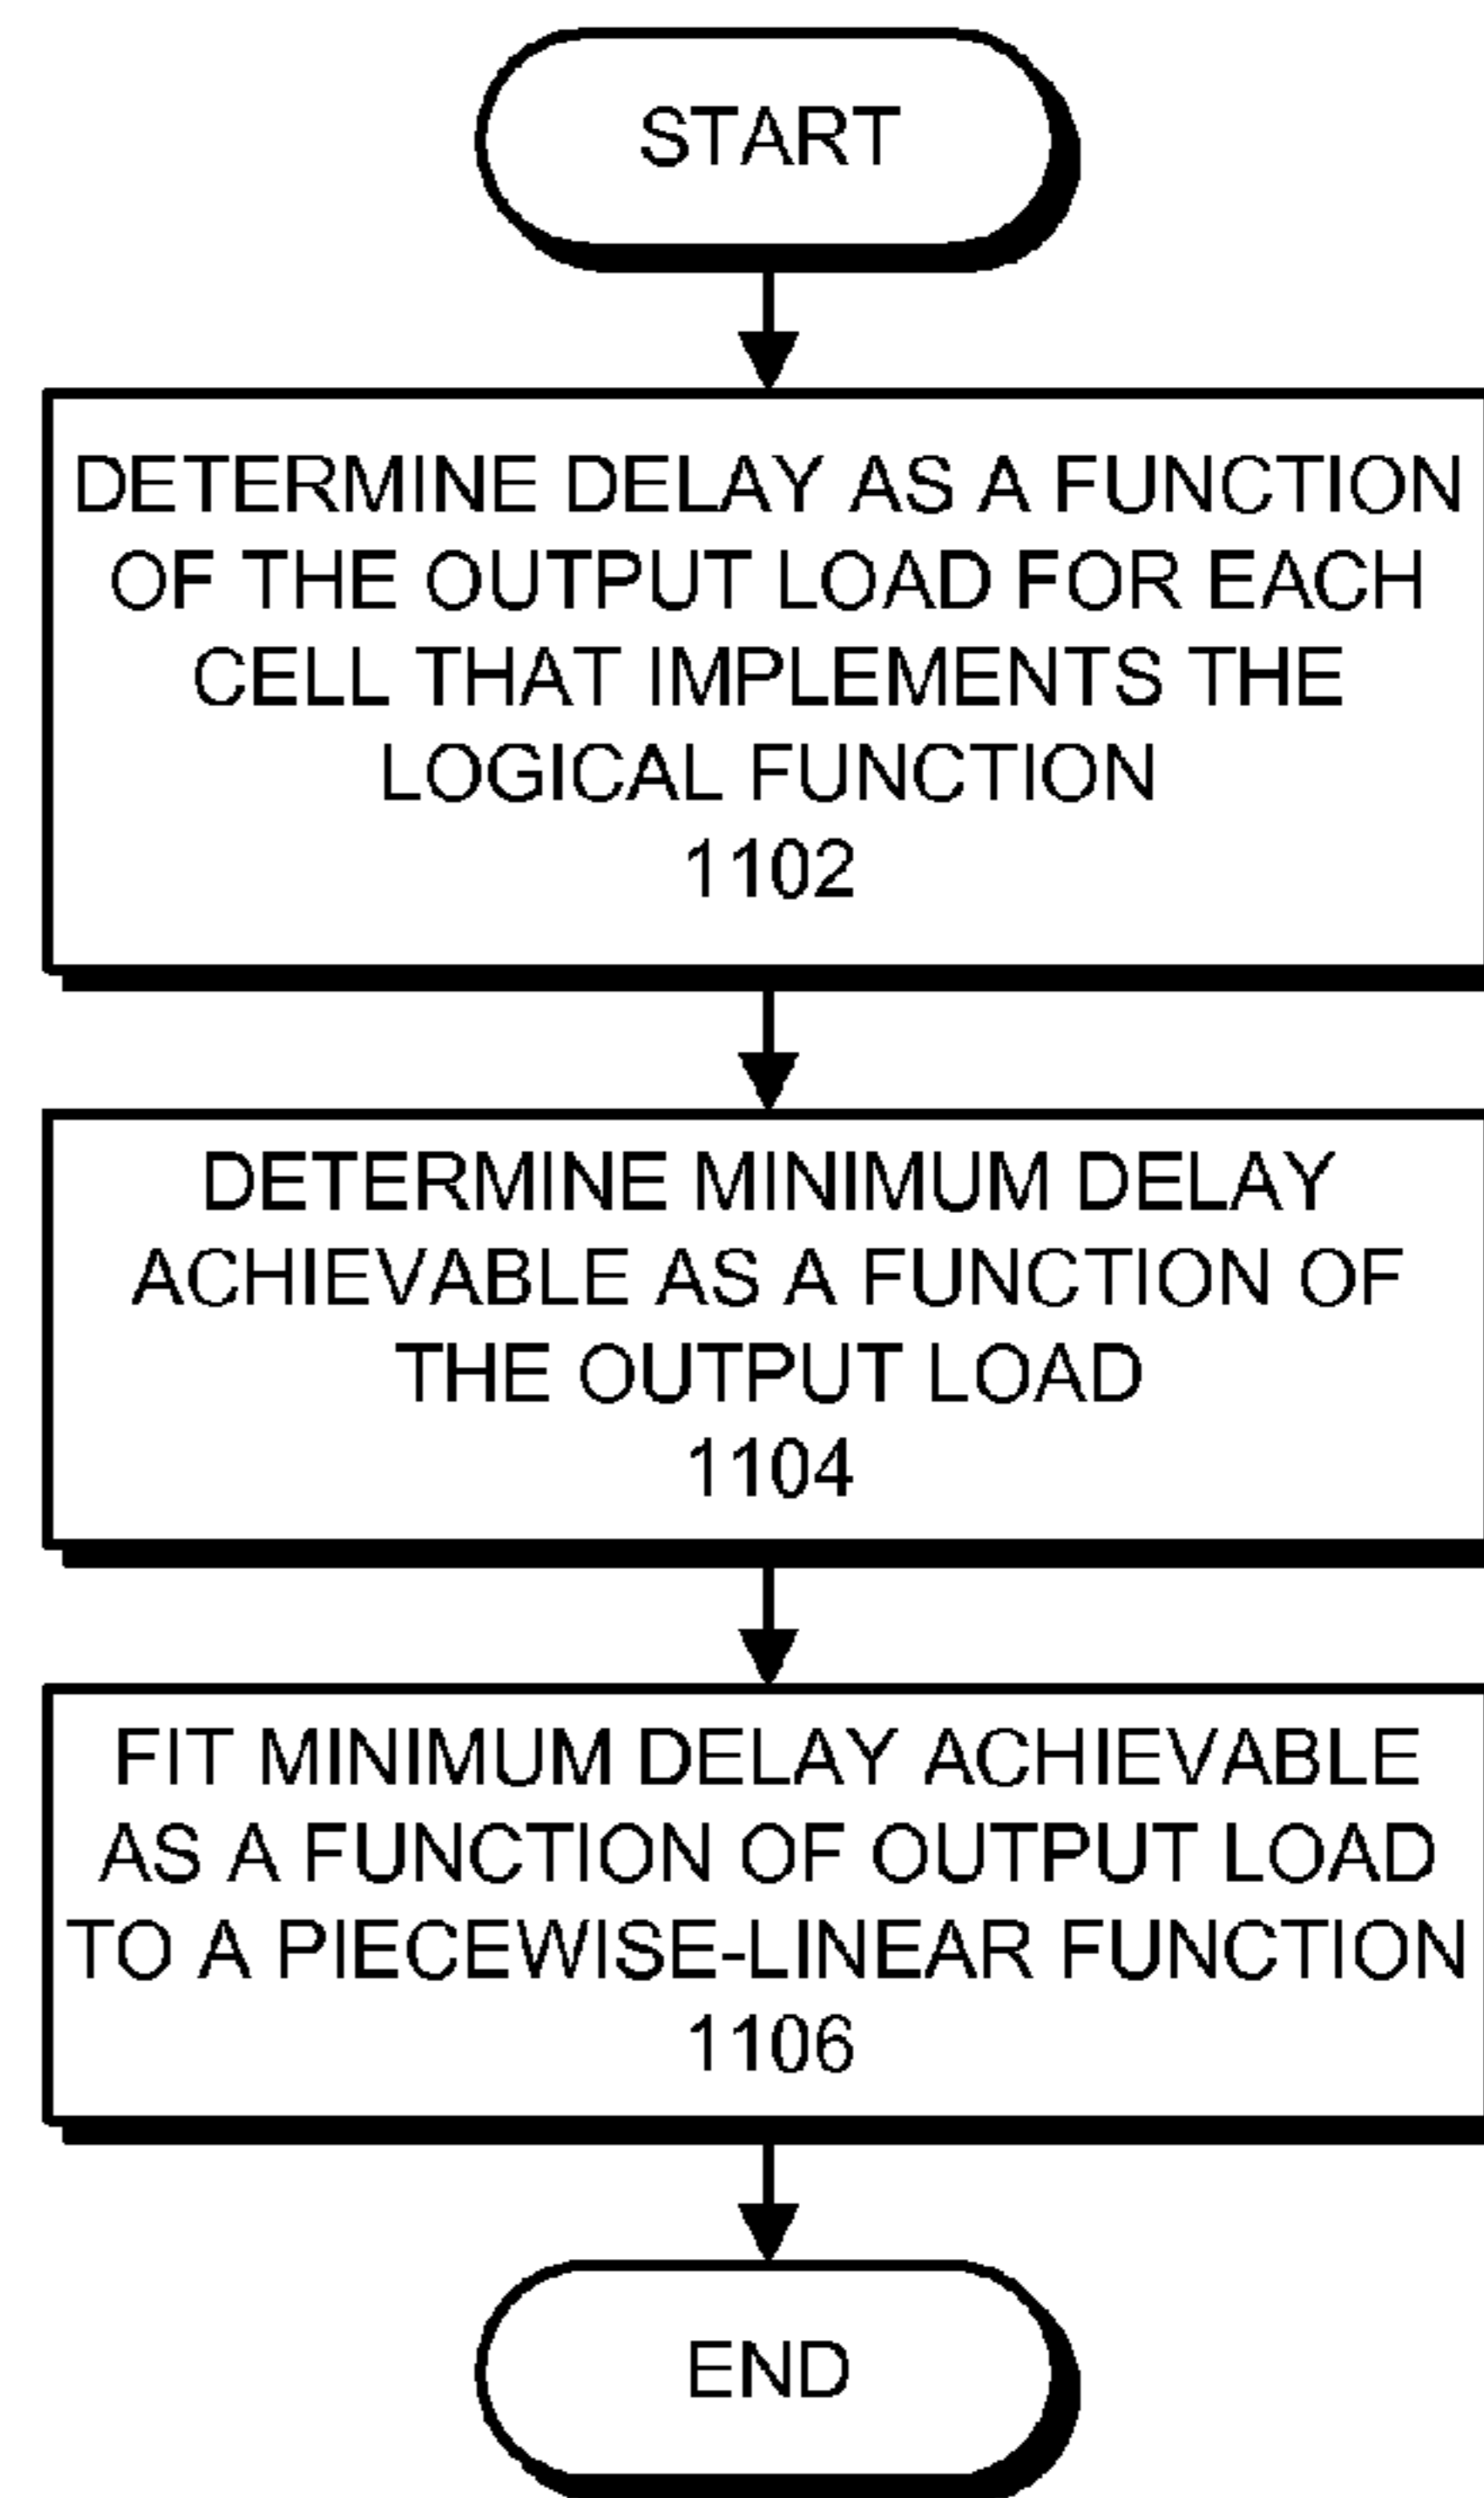 START
DETERMINE DELAY AS A FUNCTION
OF THE OUTPUT LOAD FOR EACH
CELL THAT IMPLEMENTS THE
LOGICAL FUNCTION
1102
DETERMINE MINIMUM DELAY
ACHIEVABLE AS A FUNCTION OF
THE OUTPUT LOAD
1104
FIT MINIMUM DELAY ACHIEVABLE
AS A FUNCTION OF OUTPUT LOAD
TO A PIECEWISE-LINEAR FUNCTION
1106
END